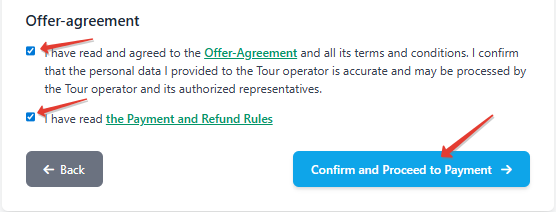 Offer-agreement
I have read and agreed to the Offer-Agreement and all its terms and conditions. I confirm
that the personal data I provided to the Tour operator is accurate and may be processed by
the Tour operator and its authorized representatives.
I have read the Payment and Refund Rules
← Back
Confirm and Proceed to Payment →